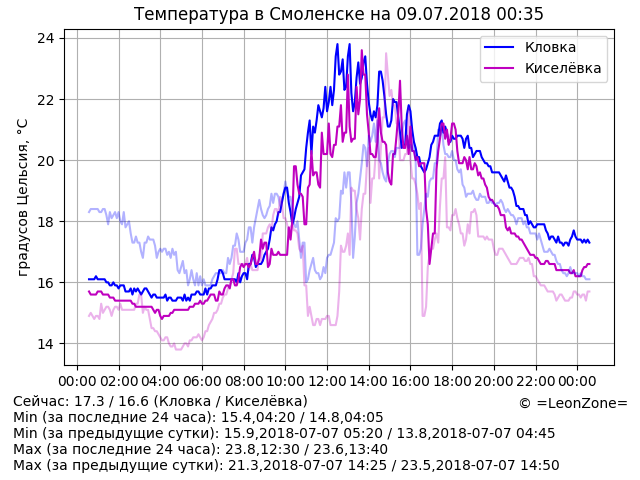 Температура в Смоленске на 09.07.2018 00:35
Кловка
Киселёвка
градусов Цельсия, °C
24
22
20
18
16
14
00:00 02:00 04:00 06:00 08:00 10:00 12:00 14:00 16:00 18:00 20:00 22:00 00:00
Сейчас: 17.3 / 16.6 (Кловка / Киселёвка)
© =LeonZone=
Min (за последние 24 часа): 15.4,04:20 / 14.8,04:05
Min (за предыдущие сутки): 15.9,2018-07-07 05:20 / 13.8,2018-07-07 04:45
Max (за последние 24 часа): 23.8,12:30 / 23.6,13:40
Max (за предыдущие сутки): 21.3,2018-07-07 14:25 / 23.5,2018-07-07 14:50